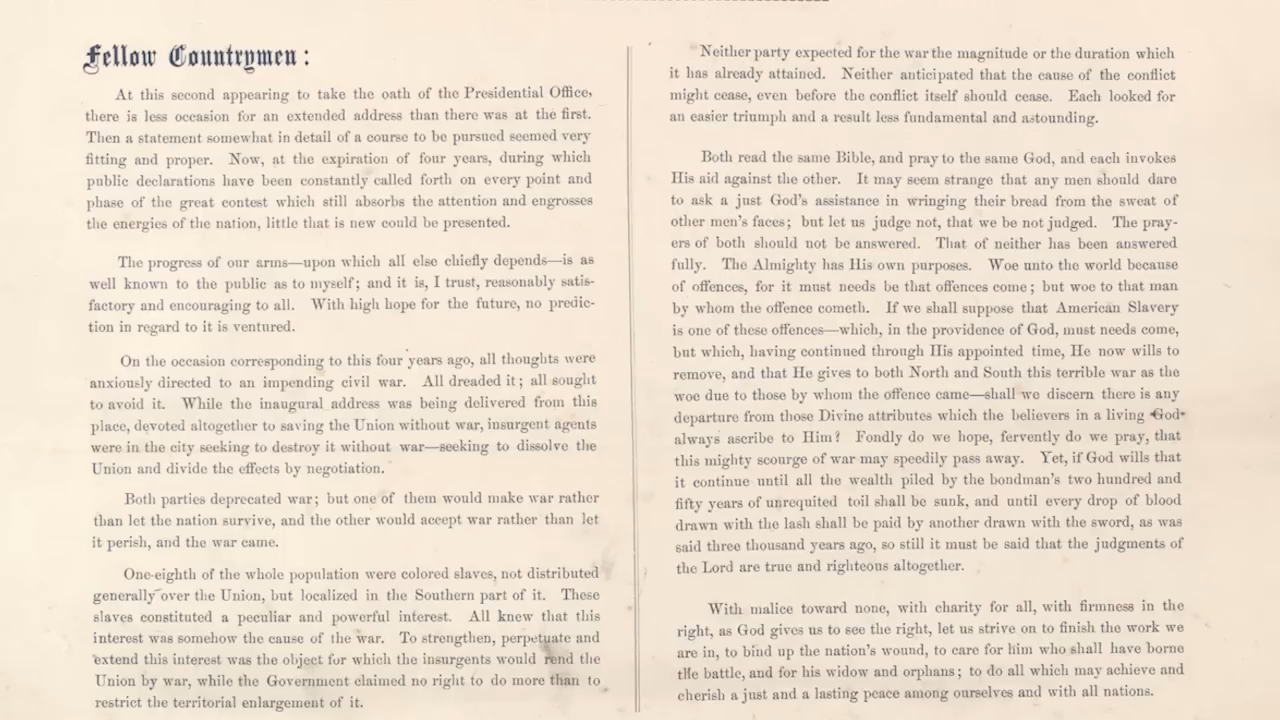 Fellow Countrymen:
At this second appearing to take the oath of the Presidential Office,
there is less occasion for an extended address than there was at the first.
Then a statement somewhat in detail of a course to be pursued seemed very
fitting and proper. Now, at the expiration of four years, during which
public declarations have been constantly called forth on every point and
phase of the great contest which still absorbs the attention and engrosses
the energies of the nation, little that is new could be presented.
The progress of our arms—upon which all else chiefly depends—is as
well known to the public as to myself; and it is, I trust, reasonably satis-
factory and encouraging to all. With high hope for the future, no predic-
tion in regard to it is ventured.
On the occasion corresponding to this four years ago, all thoughts were
anxiously directed to an impending civil war. All dreaded it; all sought
to avoid it. While the inaugural address was being delivered from this
place, devoted altogether to saving the Union without war, insurgent agents
were in the city seeking to destroy it without war—seeking to dissolve the
Union and divide the effects by negotiation.
Both parties deprecated war; but one of them would make war rather
than let the nation survive, and the other would accept war rather than let
it perish, and the war came.
One-eighth of the whole population were colored slaves, not distributed
generally over the Union, but localized in the Southern part of it. These
slaves constituted a peculiar and powerful interest. All knew that this
interest was somehow the cause of the war. To strengthen, perpetuate and
extend this interest was the object for which the insurgents would rend the
Union by war, while the Government claimed no right to do more than to
restrict the territorial enlargement of it.
Neither party expected for the war the magnitude or the duration which
it has already attained. Neither anticipated that the cause of the conflict
might cease, even before the conflict itself should cease. Each looked for
an easier triumph and a result less fundamental and astounding.
Both read the same Bible, and pray to the same God, and each invokes
His aid against the other. It may seem strange that any men should dare
to ask a just God's assistance in wringing their bread from the sweat of
other men's faces; but let us judge not, that we be not judged. The pray-
ers of both should not be answered. That of neither has been answered
fully. The Almighty has His own purposes. Woe unto the world because
of offences, for it must needs be that offences come; but woe to that man
by whom the offence cometh. If we shall suppose that American Slavery
is one of these offences—which, in the providence of God, must needs come,
but which, having continued through His appointed time, He now wills to
remove, and that He gives to both North and South this terrible war as the
woe due to those by whom the offence came—shall we discern there is any
departure from those Divine attributes which the believers in a living God
always ascribe to Him? Fondly do we hope, fervently do we pray, that
this mighty scourge of war may speedily pass away. Yet, if God wills that
it continue until all the wealth piled by the bondman's two hundred and
fifty years of unrequited toil shall be sunk, and until every drop of blood
drawn with the lash shall be paid by another drawn with the sword, as was
said three thousand years ago, so still it must be said that the judgments of
the Lord are true and righteous altogether.
With malice toward none, with charity for all, with firmness in the
right, as God gives us to see the right, let us strive on to finish the work we
are in, to bind up the nation's wound, to care for him who shall have borne
the battle, and for his widow and orphans; to do all which may achieve and
cherish a just and a lasting peace among ourselves and with all nations.